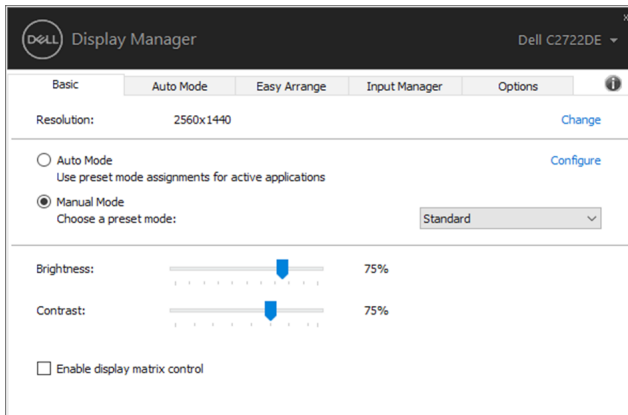 DELL Display Manager Dell C2722DE
x
Basic Auto Mode Easy Arrange Input Manager Options i
Resolution: 2560x1440 Change
Auto Mode Configure
Use preset mode assignments for active applications
Manual Mode
Choose a preset mode: Standard
Brightness: 75%
Contrast: 75%
Enable display matrix control